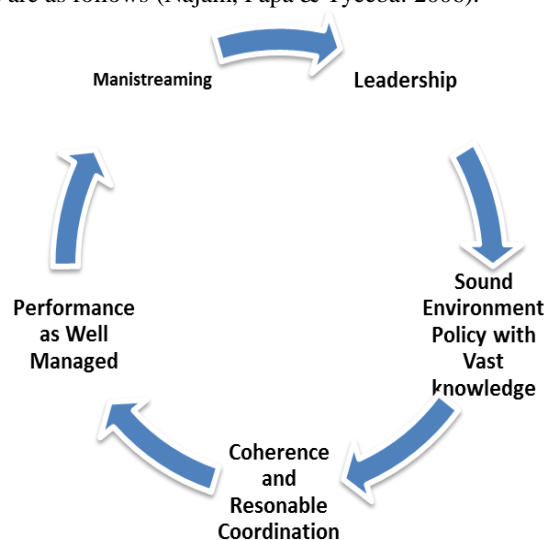 are as follows (Najam, Papa & Tyeeba: 2006).
Manistreaming
Leadership
Sound
Environment
Policy with
Vast
knowledge
Coherence
and
Resonable
Coordination
Performance
as Well
Managed